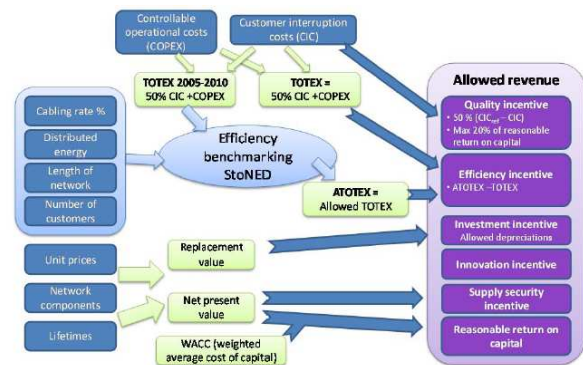 Controllable
operational costs
(COPEX)
Customer interruption
costs (CIC)
Allowed revenue
TOTEX 2005-2010
50% CIC +COPEX
TOTEX =
50% CIC +COPEX
Quality incentive
• 50 % (CICref – CIC)
• Max 20% of reasonable
return on capital
Cabling rate %
Distributed
energy
Length of
network
Number of
customers
Efficiency
benchmarking
StoNED
Efficiency incentive
• ATOTEX –TOTEX
ATOTEX =
Allowed TOTEX
Investment incentive
Allowed depreciations
Unit prices
Replacement
value
Innovation incentive
Network
components
Net present
value
Supply security
incentive
Lifetimes
Reasonable return on
capital
WACC (weighted
average cost of capital)